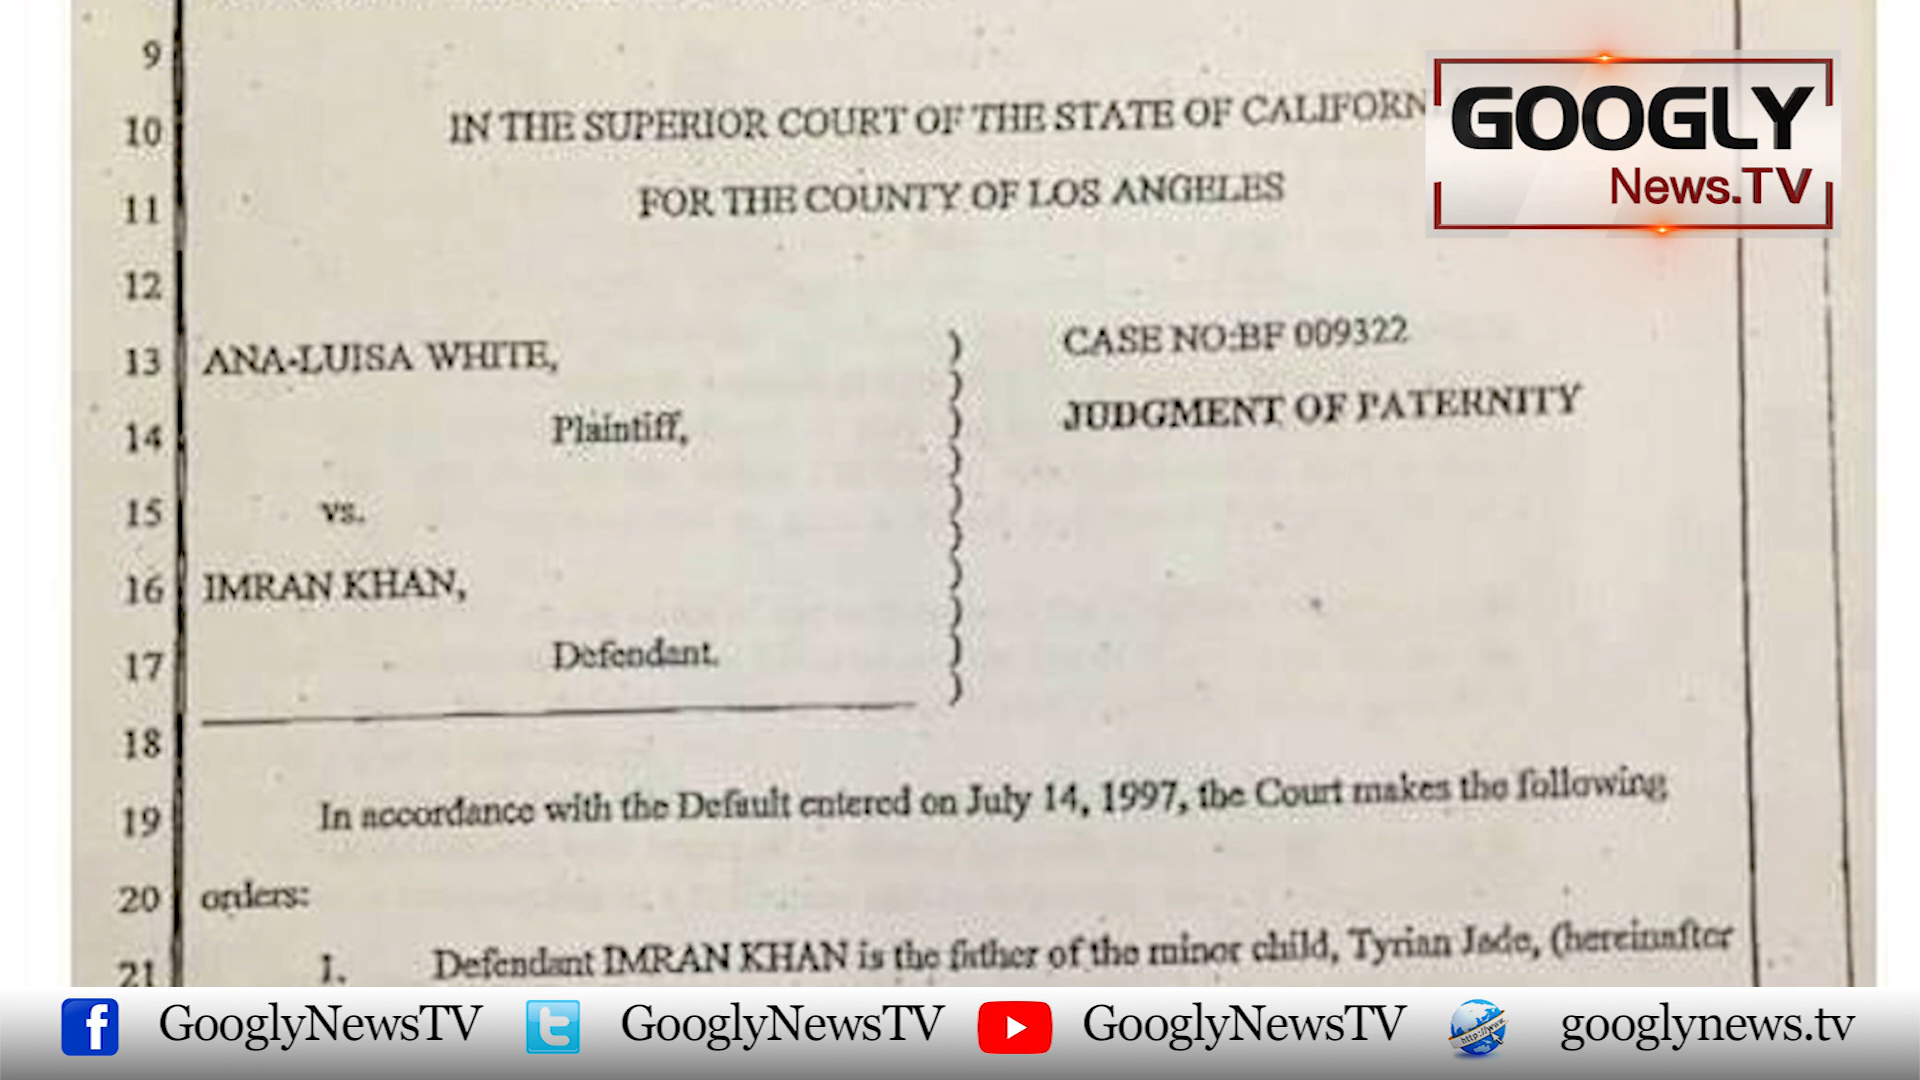 9
10 IN THE SUPERIOR COURT OF THE STATE OF CALIFORN
GOOGLY
News.TV
11 FOR THE COUNTY OF LOS ANGELES
12
13 ANA-LUISA WHITE, ) CASE NO:BF 009322
14 Plaintiff, ) JUDGMENT OF PATERNITY
15 vs.
16 IMRAN KHAN,
17 Defendant.
18
19 In accordance with the Default entered on July 14, 1997, the Court makes the following
20 orders:
21 1. Defendant IMRAN KHAN is the father of the minor child, Tyrian Jade, (hereinafter
GooglyNewsTV GooglyNewsTV GooglyNewsTV googlynews.tv